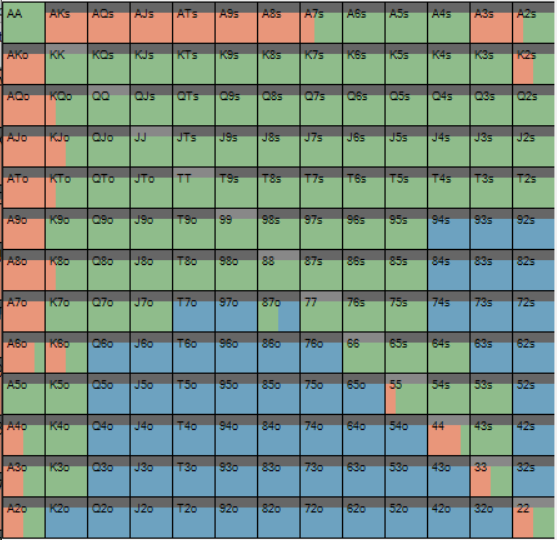 AA AKs AQs AJs ATs A9s A8s A7s A6s A5s A4s A3s A2s
AKo KK KQs KJs KTs K9s K8s K7s K6s K5s K4s K3s K2s
AQo KQo QQ QJs QTs Q9s Q8s Q7s Q6s Q5s Q4s Q3s Q2s
AJo KJo QJo JJ JTs J9s J8s J7s J6s J5s J4s J3s J2s
ATo KTo QTo JTo TT T9s T8s T7s T6s T5s T4s T3s T2s
A9o K9o Q9o J9o T9o 99 98s 97s 96s 95s 94s 93s 92s
A8o K8o Q8o J8o T8o 98o 88 87s 86s 85s 84s 83s 82s
A7o K7o Q7o J7o T7o 97o 87o 77 76s 75s 74s 73s 72s
A6o K6o Q6o J6o T6o 96o 86o 76o 66 65s 64s 63s 62s
A5o K5o Q5o J5o T5o 95o 85o 75o 65o 55 54s 53s 52s
A4o K4o Q4o J4o T4o 94o 84o 74o 64o 54o 44 43s 42s
A3o K3o Q3o J3o T3o 93o 83o 73o 63o 53o 43o 33 32s
A2o K2o Q2o J2o T2o 92o 82o 72o 62o 52o 42o 32o 22